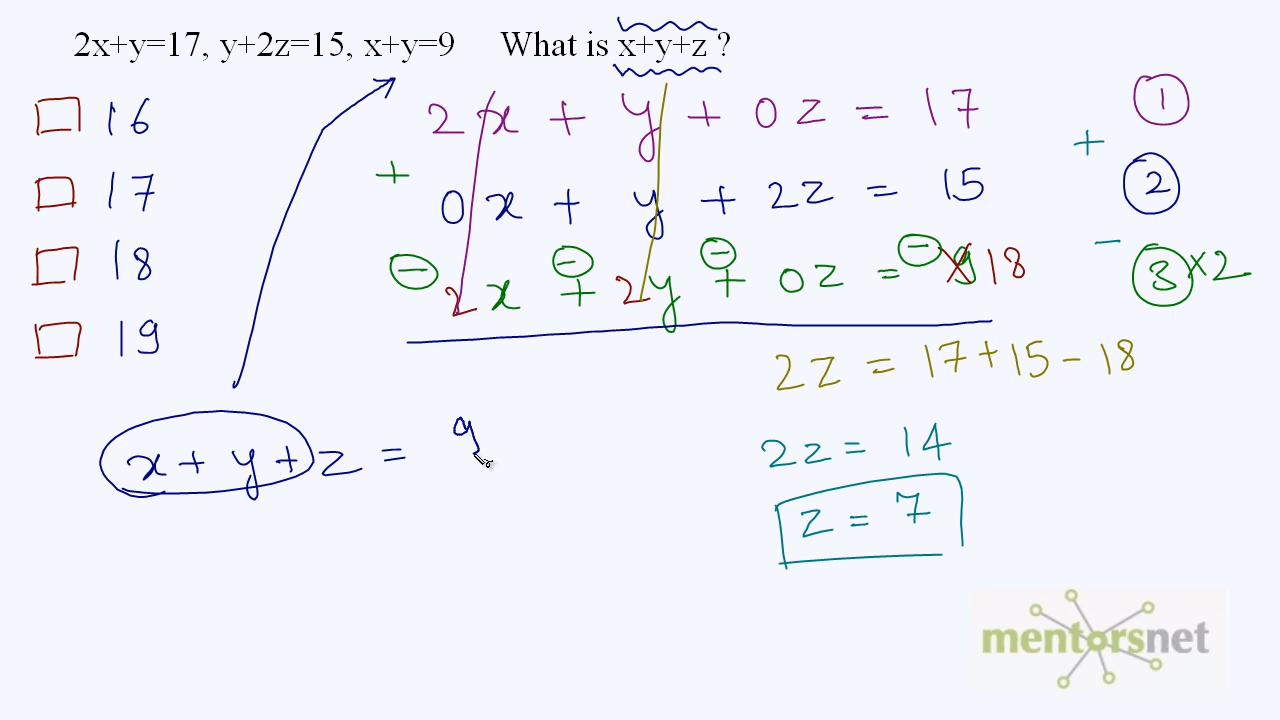 2x+y=17, y+2z=15, x+y=9 What is x+y+z ?
16
17
18
19
2x + y + 0z = 17 ①
+ +
0x + y + 2z = 15 ②
⊖ ⊖ ⊖ ⊖ −
2x + 2y + 0z = 9 18 ③×2
2z = 17+15-18
2z = 14
z = 7
x + y + z = 9
mentorsnet